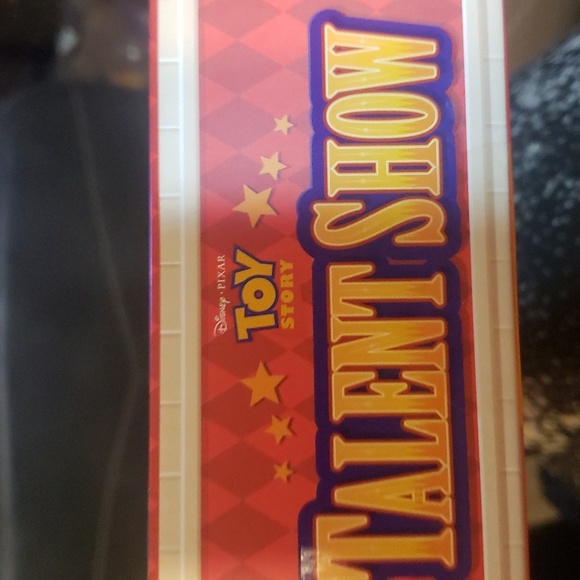 Disney • PIXAR
TOY
STORY
TALENT SHOW